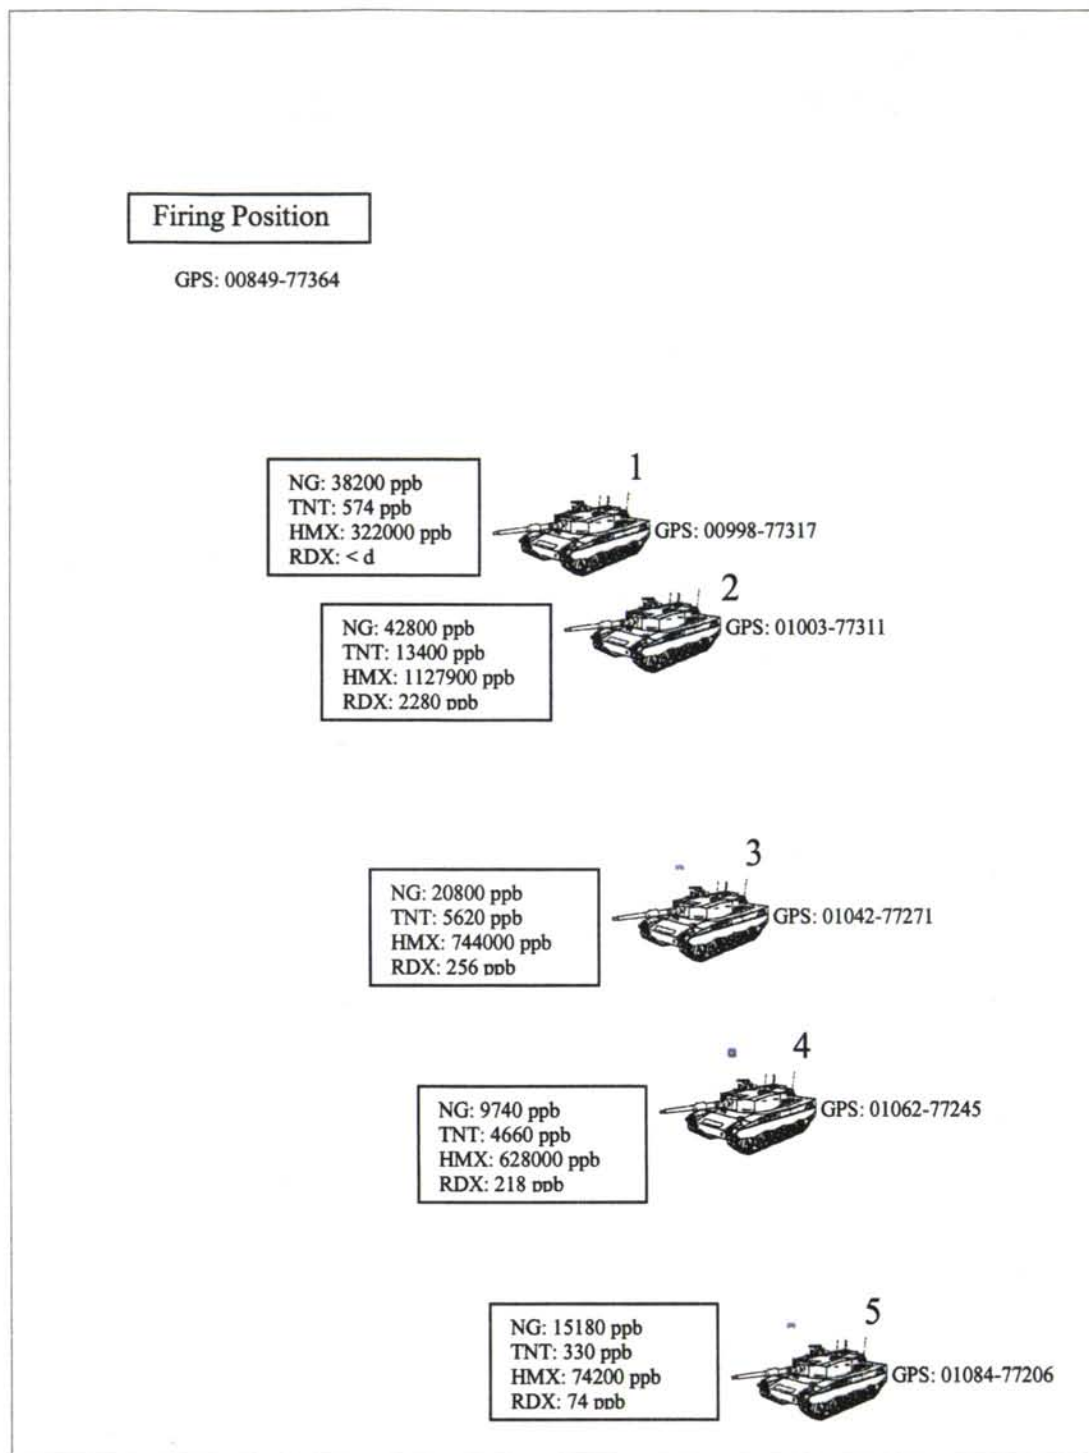 Firing Position
GPS: 00849-77364
1
NG: 38200 ppb
TNT: 574 ppb
HMX: 322000 ppb
RDX: < d
GPS: 00998-77317
2
NG: 42800 ppb
TNT: 13400 ppb
HMX: 1127900 ppb
RDX: 2280 ppb
GPS: 01003-77311
3
NG: 20800 ppb
TNT: 5620 ppb
HMX: 744000 ppb
RDX: 256 ppb
GPS: 01042-77271
4
NG: 9740 ppb
TNT: 4660 ppb
HMX: 628000 ppb
RDX: 218 ppb
GPS: 01062-77245
5
NG: 15180 ppb
TNT: 330 ppb
HMX: 74200 ppb
RDX: 74 ppb
GPS: 01084-77206